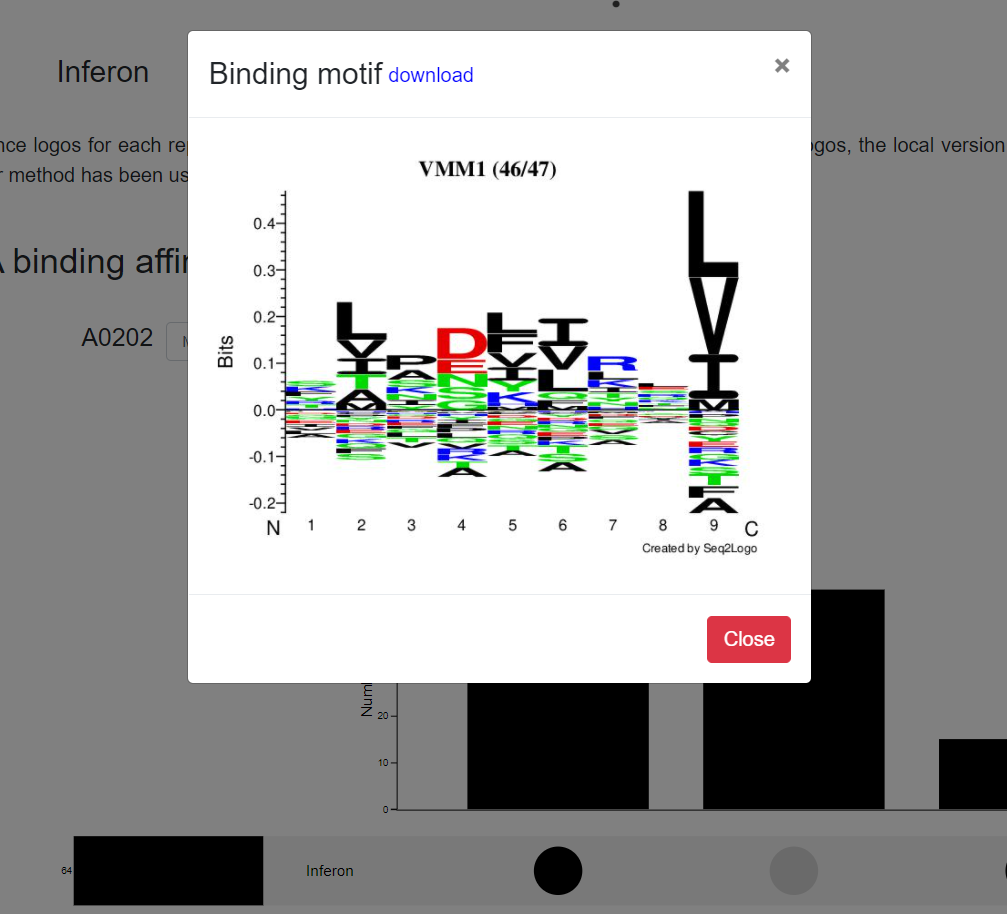 Inferon
Binding motif download ×
nce logos for each re
ogos, the local version
r method has been us
VMM1 (46/47)
A binding affin
A0202
Bits
0.4
0.3
0.2
0.1
0.0
-0.1
-0.2
N 1 2 3 4 5 6 7 8 9 C
Created by Seq2Logo
Close
Num
20
10
0
64
Inferon